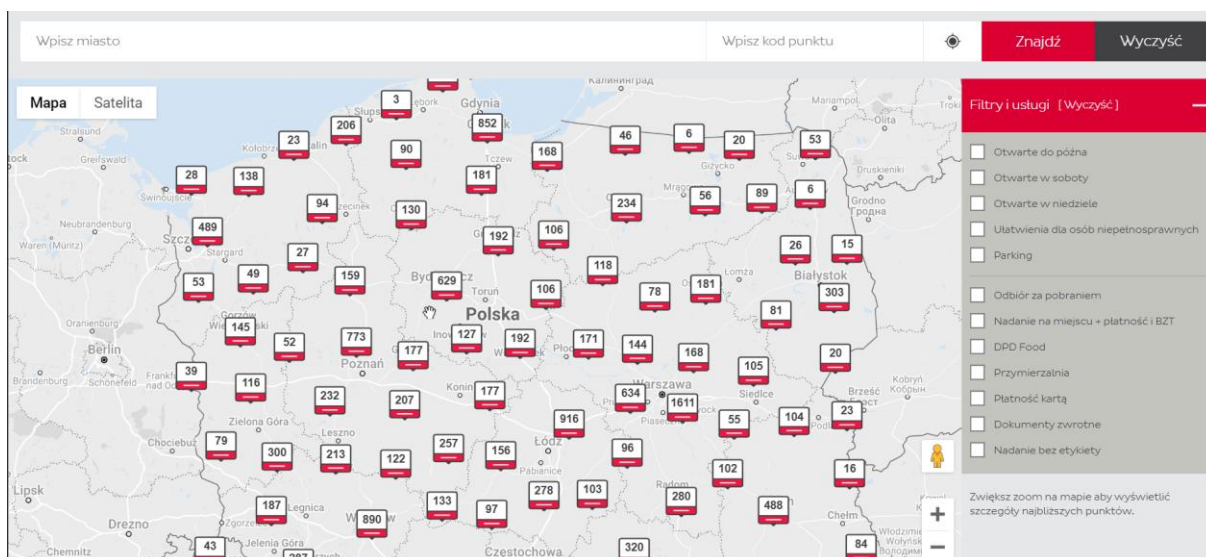 Wpisz miasto
Wpisz kod punktu
Znajdź
Wyczyść
Mapa
Satelita
Filtry i usługi [Wyczyść]
Otwarte do późna
Otwarte w soboty
Otwarte w niedziele
Ułatwienia dla osób niepełnosprawnych
Parking
Odbiór za pobraniem
Nadanie na miejscu + płatność i BZT
DPD Food
Przymierzalnia
Płatność kartą
Dokumenty zwrotne
Nadanie bez etykiety
Zwiększ zoom na mapie aby wyświetlić
szczegóły najbliższych punktów.
Калининград
3
Gdynia
Mariampol
Olita
Stralsund
206
852
46
6
20
53
23
90
168
Greifswald
Tczew
Giżycko
Druskieniki
28
138
181
Świnoujście
56
89
6
94
130
234
Grodno
Гродна
Neubrandenburg
489
192
106
Waren (Müritz)
Stargard
27
26
15
118
Łomża
Białystok
53
49
159
629
Toruń
106
78
181
303
Polska
81
Oranienburg
145
52
773
177
127
192
171
144
168
20
Berlin
Poznań
105
39
Warszawa
Kobryń
Кобрын
Brandenburg
Schönefeld
116
232
207
Konin
177
634
1611
Siedlce
Brześć
Zielona Góra
916
55
104
23
Chociebuż
Leszno
79
300
213
122
257
156
Łódź
96
Pabianice
102
16
Lipsk
187
Legnica
133
97
278
103
Radom
280
488
Chełm
Drezno
890
43
Jelenia Góra
Częstochowa
320
84
Chemnitz
287